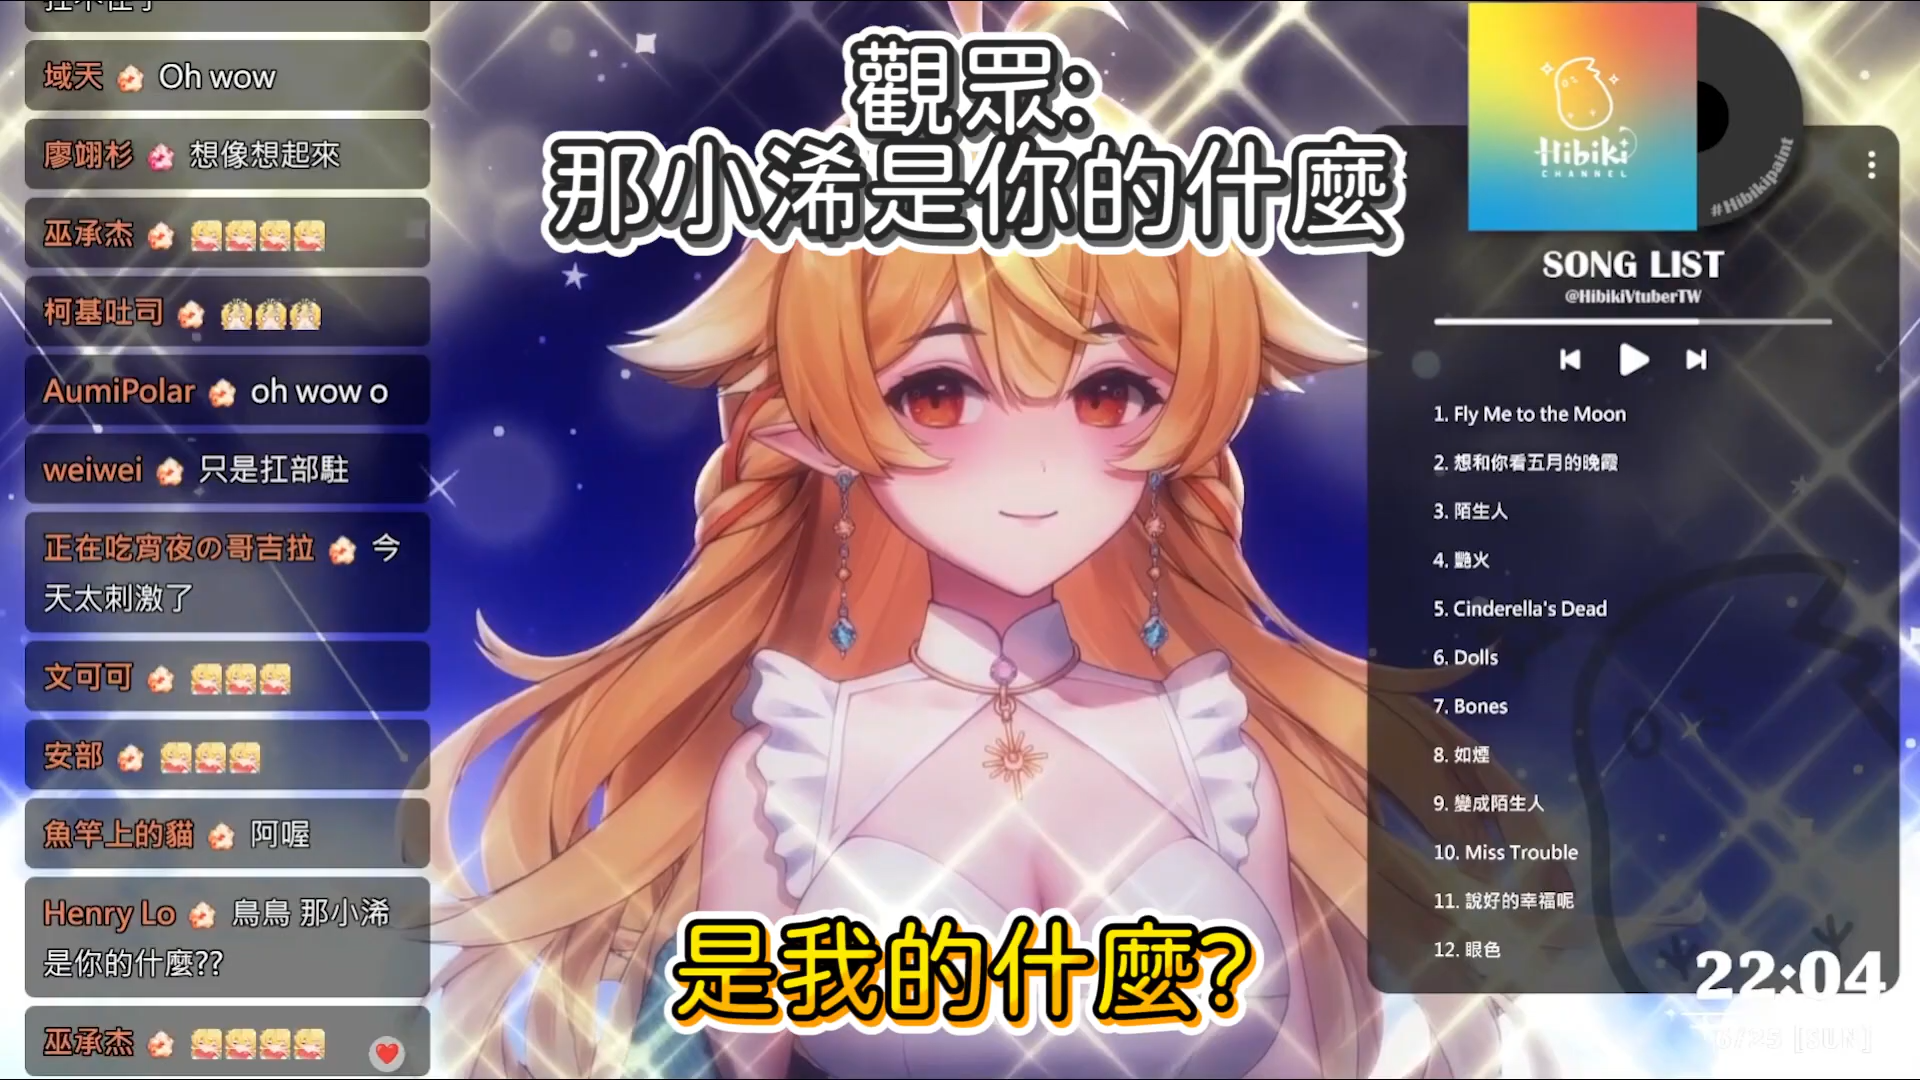 域天 Oh wow
廖翊杉 想像想起來
巫承杰
柯基吐司
AumiPolar oh wow o
weiwei 只是扛部駐
正在吃宵夜の哥吉拉 今
天太刺激了
文可可
安部
魚竿上的貓 阿喔
Henry Lo 鳥鳥 那小浠
是你的什麼??
巫承杰
觀眾:
那小浠是你的什麼
是我的什麼?
Hibiki
CHANNEL
#Hibikipaint
SONG LIST
@HibikiVtuberTW
1. Fly Me to the Moon
2. 想和你看五月的晚霞
3. 陌生人
4. 艷火
5. Cinderella's Dead
6. Dolls
7. Bones
8. 如煙
9. 變成陌生人
10. Miss Trouble
11. 說好的幸福呢
12. 眼色
22:04
6/25 [SUN]